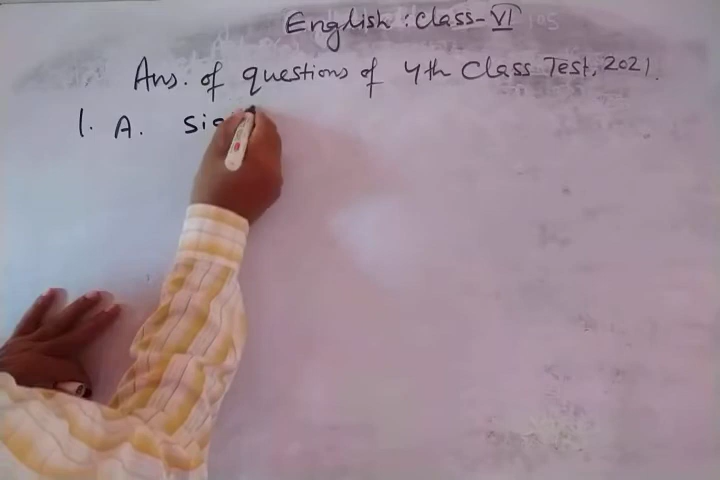 English : Class - VI
Ans. of questions of 4th Class Test, 2021.
1. A.